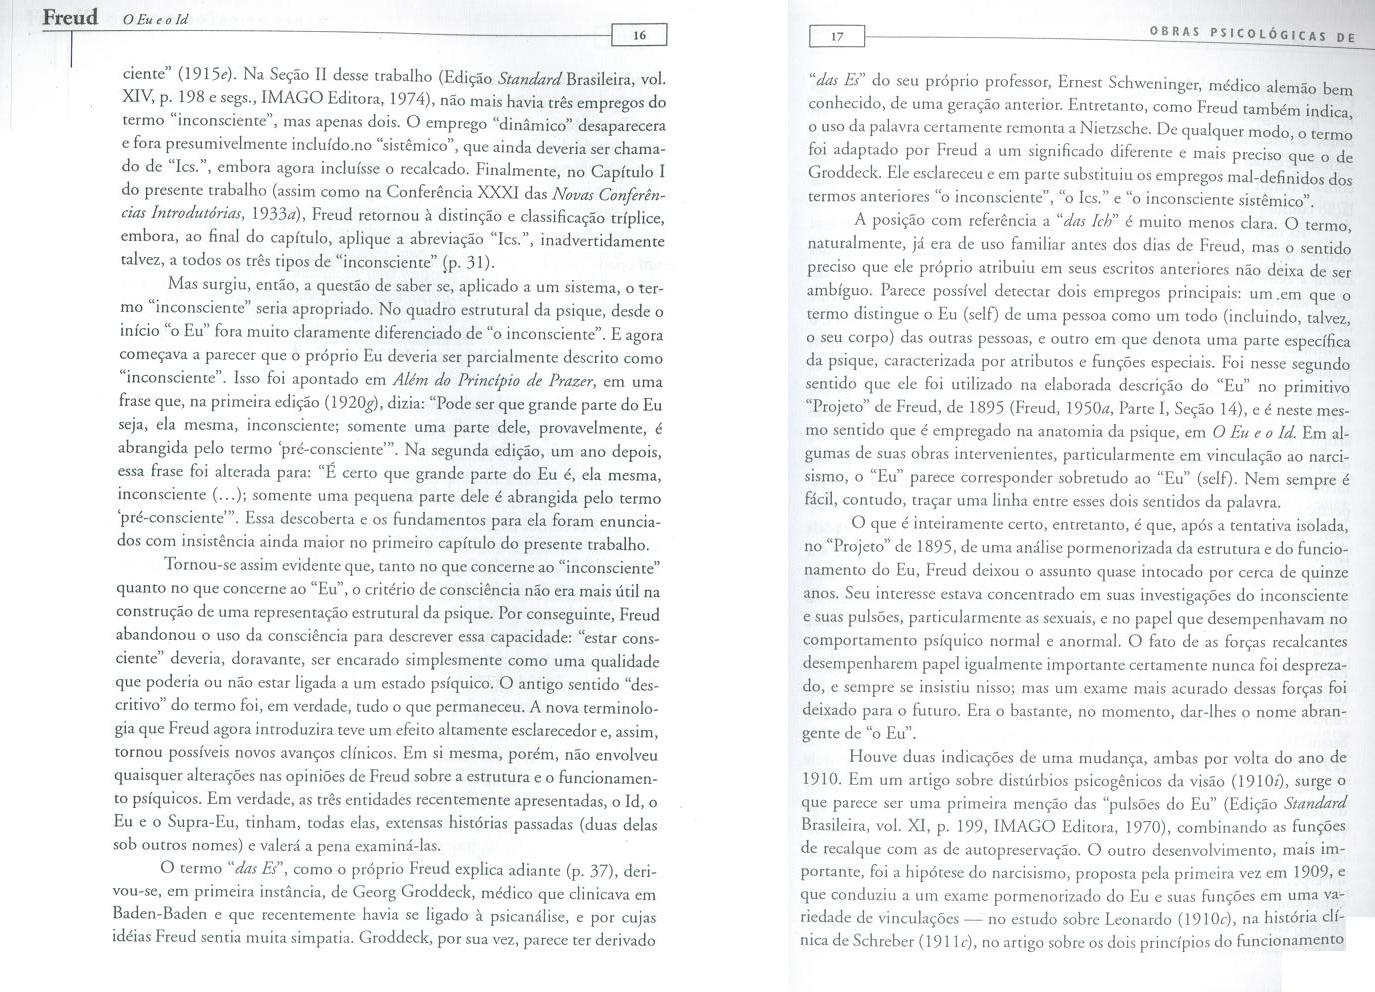 Freud O Eu e o Id
16
ciente” (1915e). Na Seção II desse trabalho (Edição Standard Brasileira, vol.
XIV, p. 198 e segs., IMAGO Editora, 1974), não mais havia três empregos do
termo “inconsciente”, mas apenas dois. O emprego “dinâmico” desaparecera
e fora presumivelmente incluído.no “sistêmico”, que ainda deveria ser chama-
do de “Ics.”, embora agora incluísse o recalcado. Finalmente, no Capítulo I
do presente trabalho (assim como na Conferência XXXI das Novas Conferên-
cias Introdutórias, 1933a), Freud retornou à distinção e classificação tríplice,
embora, ao final do capítulo, aplique a abreviação “Ics.”, inadvertidamente
talvez, a todos os três tipos de “inconsciente” (p. 31).
Mas surgiu, então, a questão de saber se, aplicado a um sistema, o ter-
mo “inconsciente” seria apropriado. No quadro estrutural da psique, desde o
início “o Eu” fora muito claramente diferenciado de “o inconsciente”. E agora
começava a parecer que o próprio Eu deveria ser parcialmente descrito como
“inconsciente”. Isso foi apontado em Além do Princípio de Prazer, em uma
frase que, na primeira edição (1920g), dizia: “Pode ser que grande parte do Eu
seja, ela mesma, inconsciente; somente uma parte dele, provavelmente, é
abrangida pelo termo ‘pré-consciente’”. Na segunda edição, um ano depois,
essa frase foi alterada para: “É certo que grande parte do Eu é, ela mesma,
inconsciente (...); somente uma pequena parte dele é abrangida pelo termo
‘pré-consciente’”. Essa descoberta e os fundamentos para ela foram enuncia-
dos com insistência ainda maior no primeiro capítulo do presente trabalho.
Tornou-se assim evidente que, tanto no que concerne ao “inconsciente”
quanto no que concerne ao “Eu”, o critério de consciência não era mais útil na
construção de uma representação estrutural da psique. Por conseguinte, Freud
abandonou o uso da consciência para descrever essa capacidade: “estar cons-
ciente” deveria, doravante, ser encarado simplesmente como uma qualidade
que poderia ou não estar ligada a um estado psíquico. O antigo sentido “des-
critivo” do termo foi, em verdade, tudo o que permaneceu. A nova terminolo-
gia que Freud agora introduzira teve um efeito altamente esclarecedor e, assim,
tornou possíveis novos avanços clínicos. Em si mesma, porém, não envolveu
quaisquer alterações nas opiniões de Freud sobre a estrutura e o funcionamen-
to psíquicos. Em verdade, as três entidades recentemente apresentadas, o Id, o
Eu e o Supra-Eu, tinham, todas elas, extensas histórias passadas (duas delas
sob outros nomes) e valerá a pena examiná-las.
O termo “das Es”, como o próprio Freud explica adiante (p. 37), deri-
vou-se, em primeira instância, de Georg Groddeck, médico que clinicava em
Baden-Baden e que recentemente havia se ligado à psicanálise, e por cujas
idéias Freud sentia muita simpatia. Groddeck, por sua vez, parece ter derivado
17
OBRAS PSICOLÓGICAS DE
“das Es” do seu próprio professor, Ernest Schweninger, médico alemão bem
conhecido, de uma geração anterior. Entretanto, como Freud também indica,
o uso da palavra certamente remonta a Nietzsche. De qualquer modo, o termo
foi adaptado por Freud a um significado diferente e mais preciso que o de
Groddeck. Ele esclareceu e em parte substituiu os empregos mal-definidos dos
termos anteriores “o inconsciente”, “o Ics.” e “o inconsciente sistêmico”.
A posição com referência a “das Ich” é muito menos clara. O termo,
naturalmente, já era de uso familiar antes dos dias de Freud, mas o sentido
preciso que ele próprio atribuiu em seus escritos anteriores não deixa de ser
ambíguo. Parece possível detectar dois empregos principais: um.em que o
termo distingue o Eu (self) de uma pessoa como um todo (incluindo, talvez,
o seu corpo) das outras pessoas, e outro em que denota uma parte específica
da psique, caracterizada por atributos e funções especiais. Foi nesse segundo
sentido que ele foi utilizado na elaborada descrição do “Eu” no primitivo
“Projeto” de Freud, de 1895 (Freud, 1950a, Parte I, Seção 14), e é neste mes-
mo sentido que é empregado na anatomia da psique, em O Eu e o Id. Em al-
gumas de suas obras intervenientes, particularmente em vinculação ao narci-
sismo, o “Eu” parece corresponder sobretudo ao “Eu” (self). Nem sempre é
fácil, contudo, traçar uma linha entre esses dois sentidos da palavra.
O que é inteiramente certo, entretanto, é que, após a tentativa isolada,
no “Projeto” de 1895, de uma análise pormenorizada da estrutura e do funcio-
namento do Eu, Freud deixou o assunto quase intocado por cerca de quinze
anos. Seu interesse estava concentrado em suas investigações do inconsciente
e suas pulsões, particularmente as sexuais, e no papel que desempenhavam no
comportamento psíquico normal e anormal. O fato de as forças recalcantes
desempenharem papel igualmente importante certamente nunca foi despreza-
do, e sempre se insistiu nisso; mas um exame mais acurado dessas forças foi
deixado para o futuro. Era o bastante, no momento, dar-lhes o nome abran-
gente de “o Eu”.
Houve duas indicações de uma mudança, ambas por volta do ano de
1910. Em um artigo sobre distúrbios psicogênicos da visão (1910i), surge o
que parece ser uma primeira menção das “pulsões do Eu” (Edição Standard
Brasileira, vol. XI, p. 199, IMAGO Editora, 1970), combinando as funções
de recalque com as de autopreservação. O outro desenvolvimento, mais im-
portante, foi a hipótese do narcisismo, proposta pela primeira vez em 1909, e
que conduziu a um exame pormenorizado do Eu e suas funções em uma va-
riedade de vinculações — no estudo sobre Leonardo (1910c), na história clí-
nica de Schreber (1911c), no artigo sobre os dois princípios do funcionamento